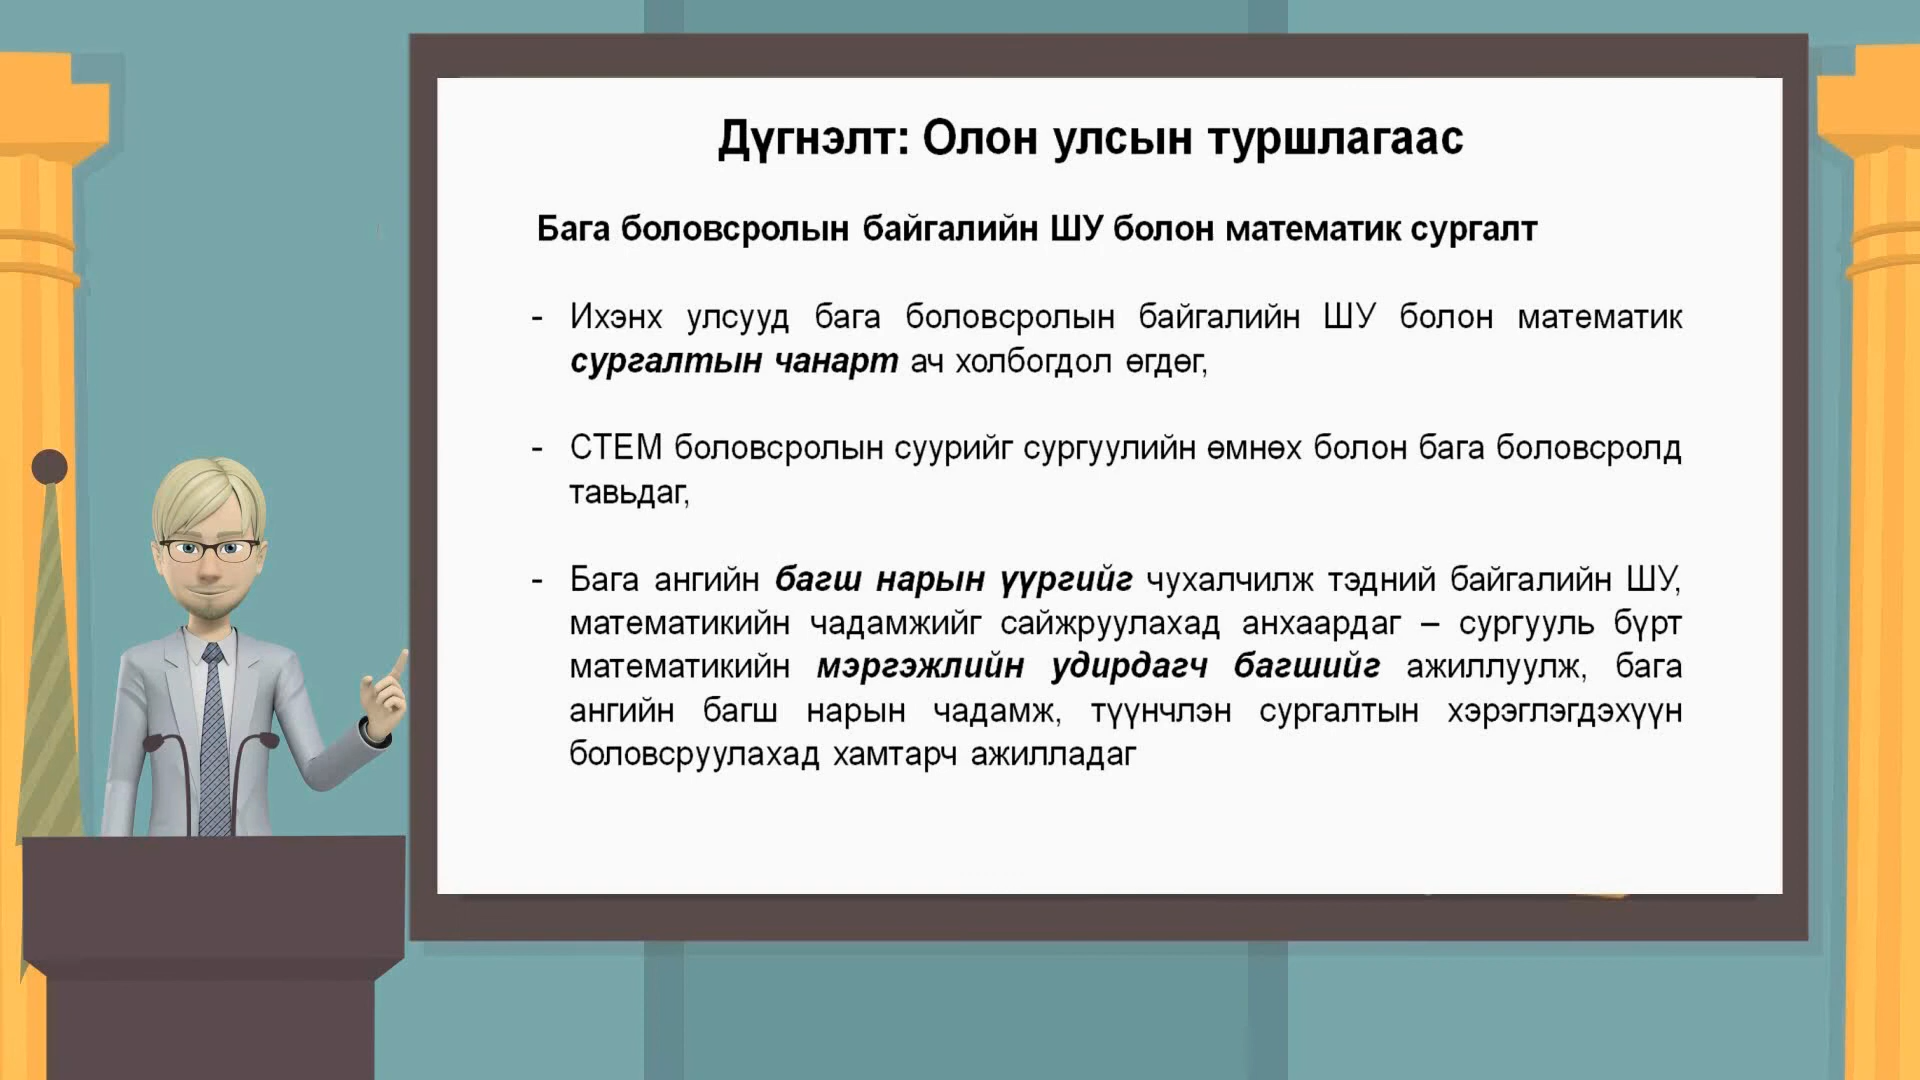 Дүгнэлт: Олон улсын туршлагаас
Бага боловсролын байгалийн ШУ болон математик сургалт
- Ихэнх улсууд бага боловсролын байгалийн ШУ болон математик
сургалтын чанарт ач холбогдол өгдөг,
- СТЕМ боловсролын суурийг сургуулийн өмнөх болон бага боловсролд
тавьдаг,
- Бага ангийн багш нарын үүргийг чухалчилж тэдний байгалийн ШУ,
математикийн чадамжийг сайжруулахад анхаардаг – сургууль бүрт
математикийн мэргэжлийн удирдагч багшийг ажиллуулж, бага
ангийн багш нарын чадамж, түүнчлэн сургалтын хэрэглэгдэхүүн
боловсруулахад хамтарч ажилладаг